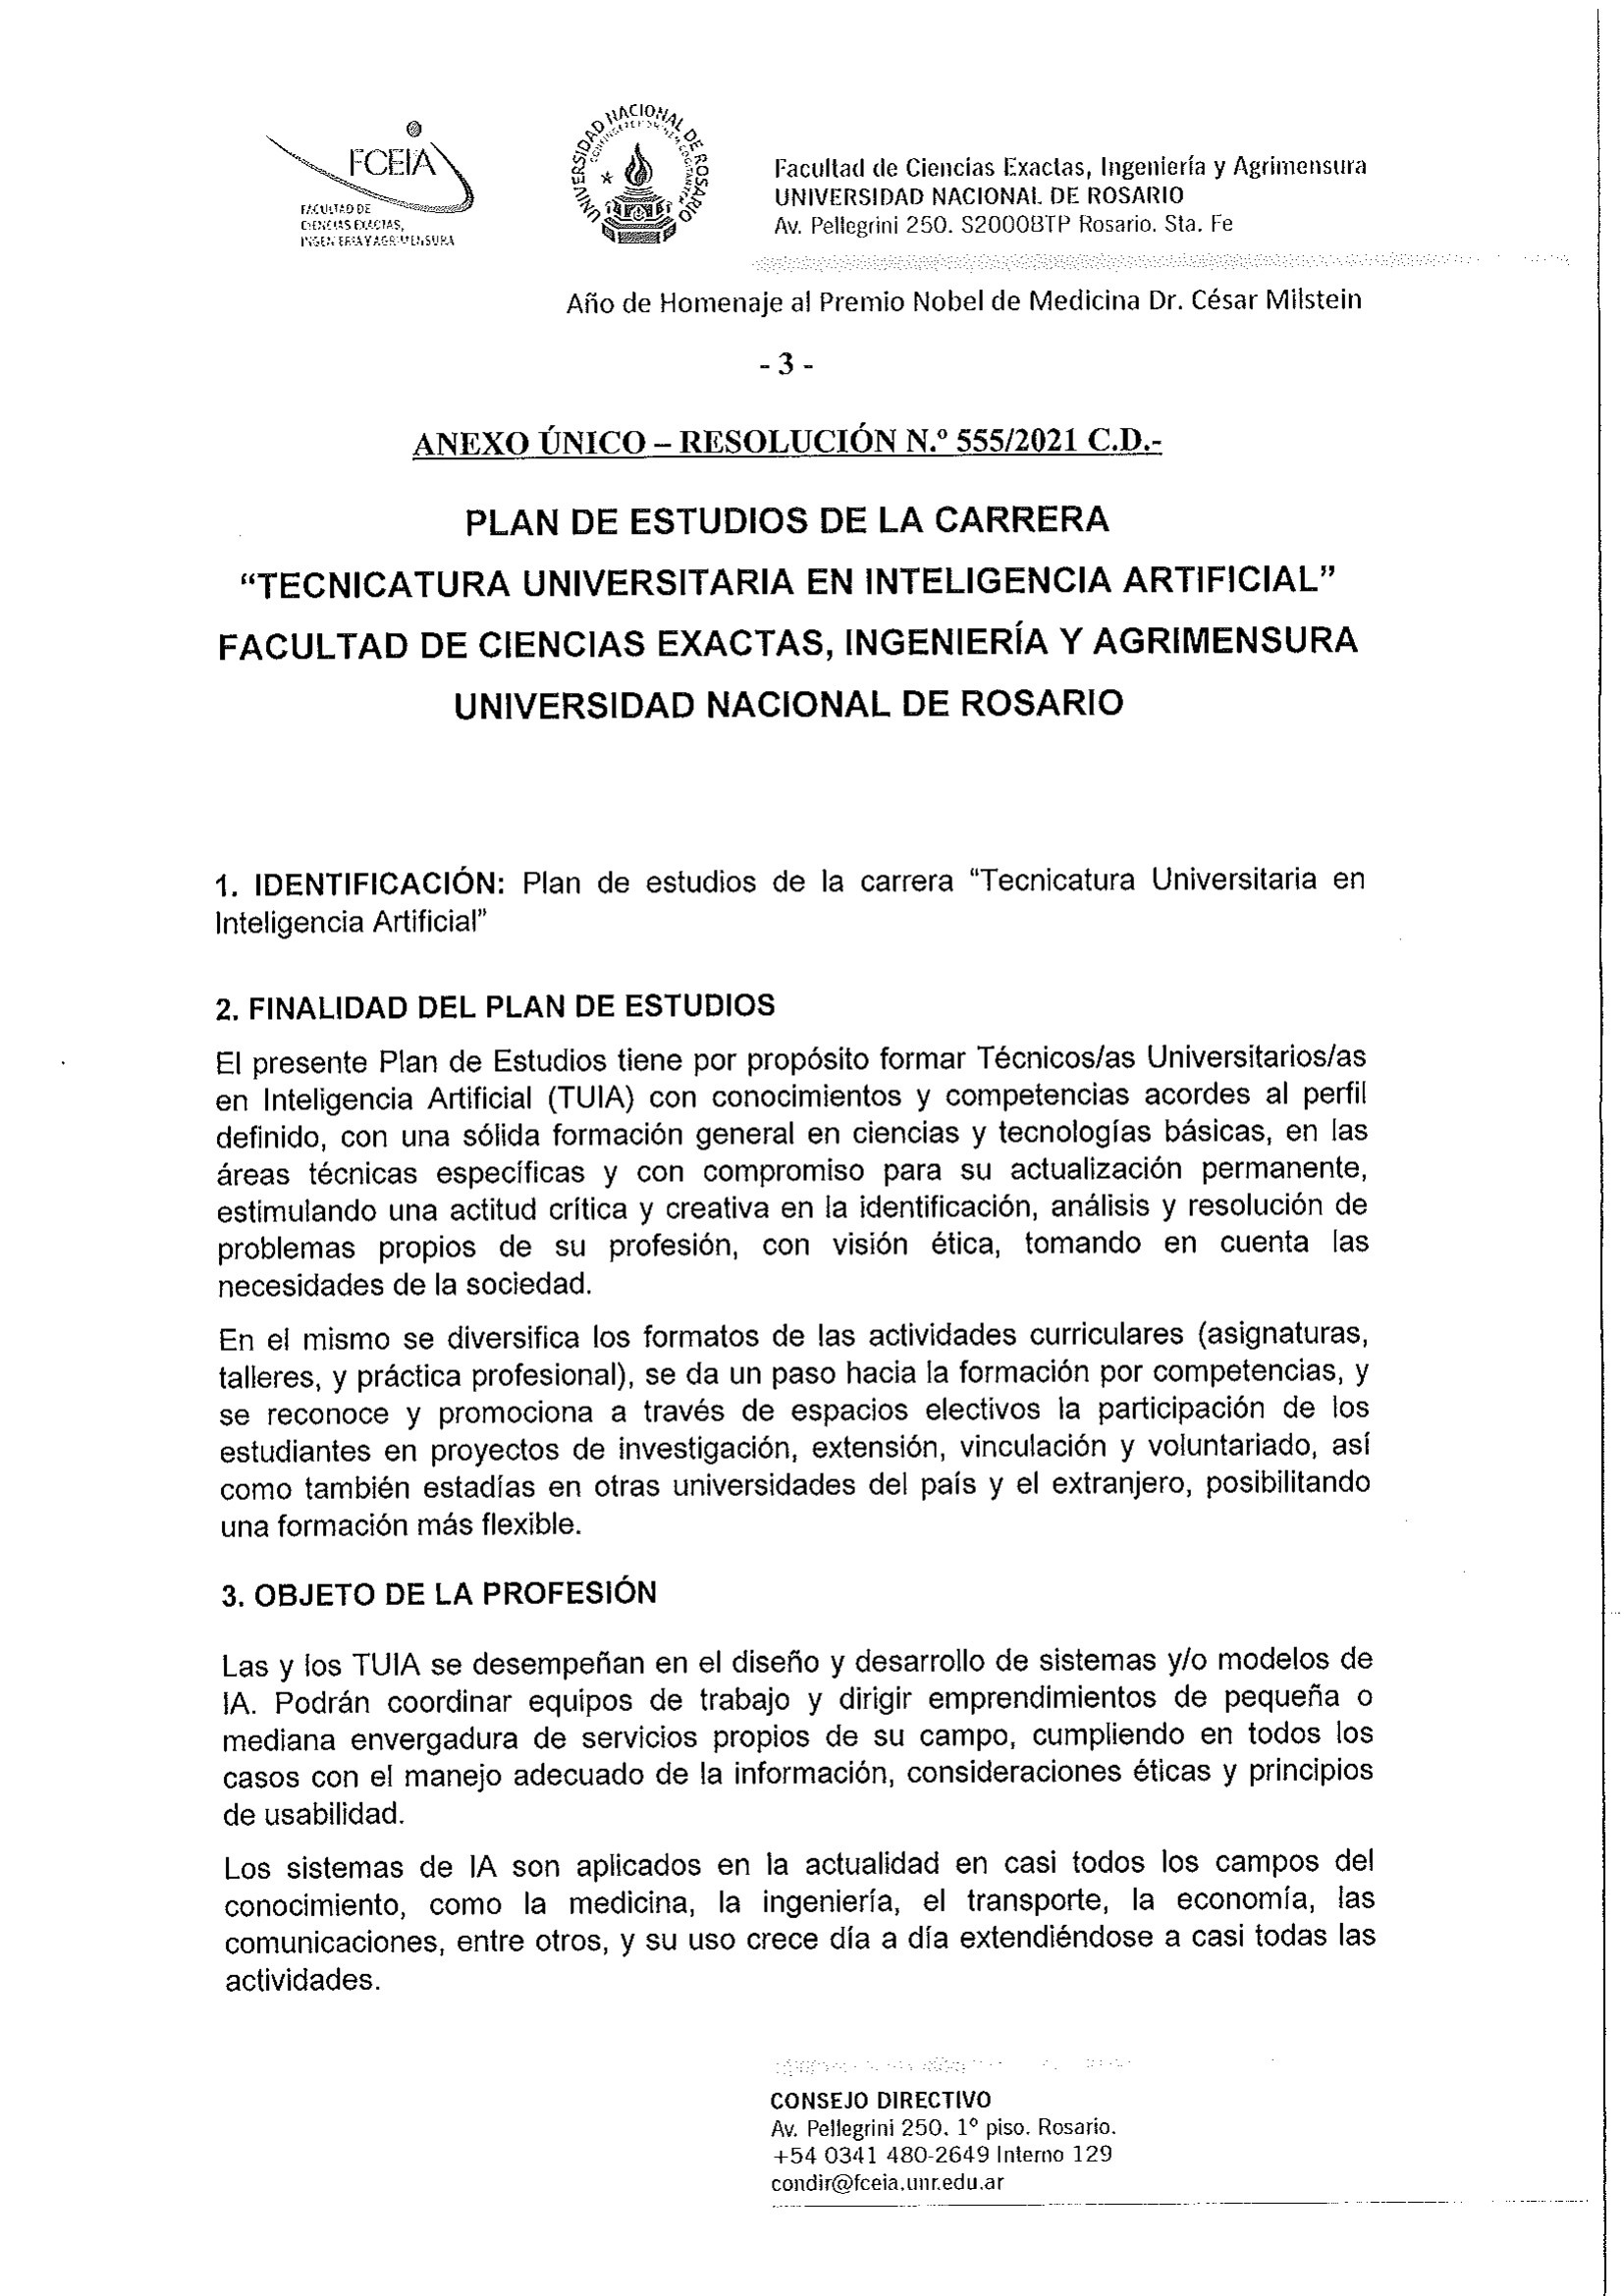 FCEIA
FACULTAD DE
CIENCIAS EXACTAS,
INGENIERÍA Y AGRIMENSURA
UNIVERSIDAD NACIONAL DE ROSARIO
Facultad de Ciencias Exactas, Ingeniería y Agrimensura
UNIVERSIDAD NACIONAL DE ROSARIO
Av. Pellegrini 250. S2000BTP Rosario. Sta. Fe
Año de Homenaje al Premio Nobel de Medicina Dr. César Milstein
- 3 -
ANEXO ÚNICO – RESOLUCIÓN N.º 555/2021 C.D.-
PLAN DE ESTUDIOS DE LA CARRERA
“TECNICATURA UNIVERSITARIA EN INTELIGENCIA ARTIFICIAL”
FACULTAD DE CIENCIAS EXACTAS, INGENIERÍA Y AGRIMENSURA
UNIVERSIDAD NACIONAL DE ROSARIO
1. IDENTIFICACIÓN: Plan de estudios de la carrera “Tecnicatura Universitaria en
Inteligencia Artificial”
2. FINALIDAD DEL PLAN DE ESTUDIOS
El presente Plan de Estudios tiene por propósito formar Técnicos/as Universitarios/as
en Inteligencia Artificial (TUIA) con conocimientos y competencias acordes al perfil
definido, con una sólida formación general en ciencias y tecnologías básicas, en las
áreas técnicas específicas y con compromiso para su actualización permanente,
estimulando una actitud crítica y creativa en la identificación, análisis y resolución de
problemas propios de su profesión, con visión ética, tomando en cuenta las
necesidades de la sociedad.
En el mismo se diversifica los formatos de las actividades curriculares (asignaturas,
talleres, y práctica profesional), se da un paso hacia la formación por competencias, y
se reconoce y promociona a través de espacios electivos la participación de los
estudiantes en proyectos de investigación, extensión, vinculación y voluntariado, así
como también estadías en otras universidades del país y el extranjero, posibilitando
una formación más flexible.
3. OBJETO DE LA PROFESIÓN
Las y los TUIA se desempeñan en el diseño y desarrollo de sistemas y/o modelos de
IA. Podrán coordinar equipos de trabajo y dirigir emprendimientos de pequeña o
mediana envergadura de servicios propios de su campo, cumpliendo en todos los
casos con el manejo adecuado de la información, consideraciones éticas y principios
de usabilidad.
Los sistemas de IA son aplicados en la actualidad en casi todos los campos del
conocimiento, como la medicina, la ingeniería, el transporte, la economía, las
comunicaciones, entre otros, y su uso crece día a día extendiéndose a casi todas las
actividades.
CONSEJO DIRECTIVO
Av. Pellegrini 250. 1º piso. Rosario.
+54 0341 480-2649 Interno 129
condir@fceia.unr.edu.ar